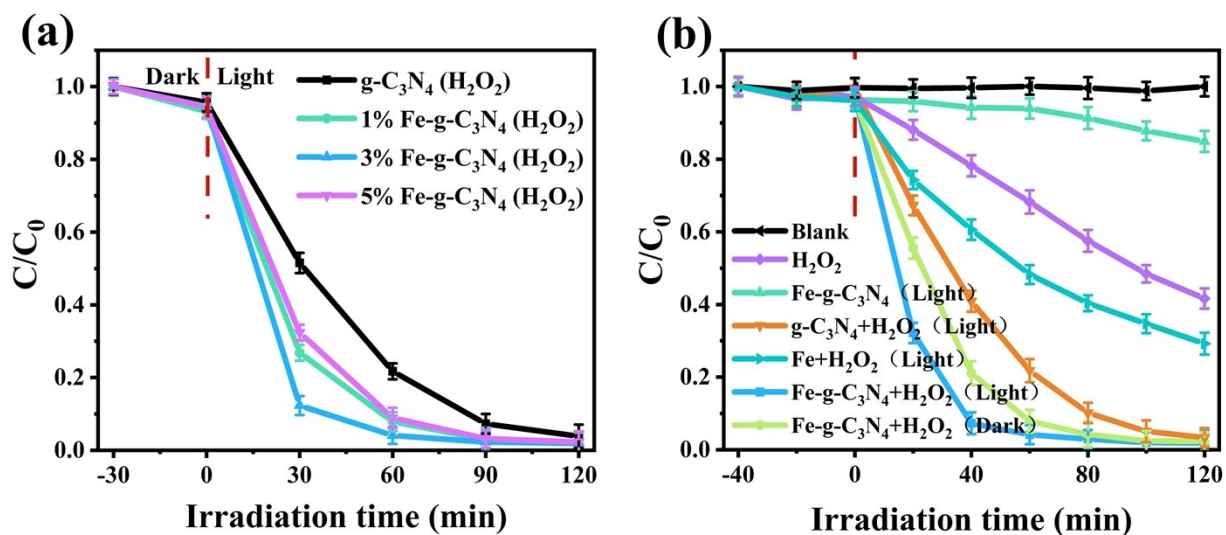 (a)
C/C₀
1.0
0.8
0.6
0.4
0.2
0.0
Dark
Light
g-C₃N₄ (H₂O₂)
1% Fe-g-C₃N₄ (H₂O₂)
3% Fe-g-C₃N₄ (H₂O₂)
5% Fe-g-C₃N₄ (H₂O₂)
-30 0 30 60 90 120
Irradiation time (min)
(b)
C/C₀
1.0
0.8
0.6
0.4
0.2
0.0
Blank
H₂O₂
Fe-g-C₃N₄（Light）
g-C₃N₄+H₂O₂（Light）
Fe+H₂O₂（Light）
Fe-g-C₃N₄+H₂O₂（Light）
Fe-g-C₃N₄+H₂O₂（Dark）
-40 0 40 80 120
Irradiation time (min)